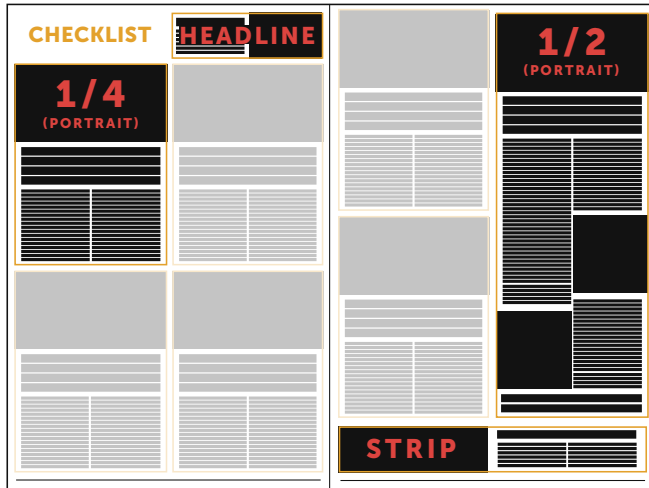 CHECKLIST
HEADLINE
1/4
(PORTRAIT)
1/2
(PORTRAIT)
STRIP